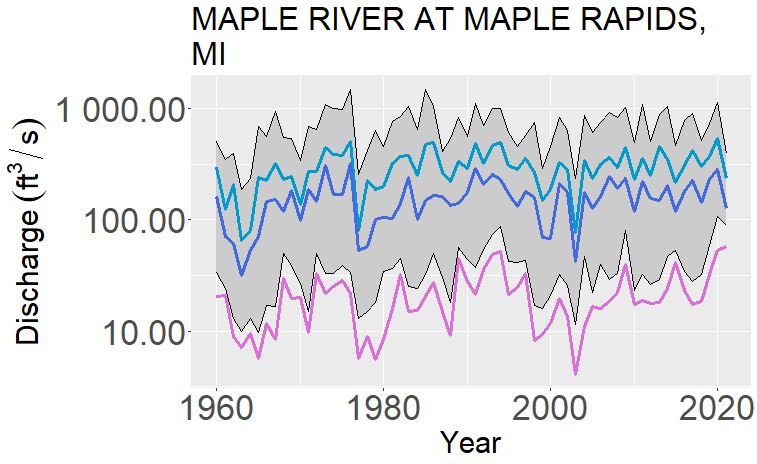 MAPLE RIVER AT MAPLE RAPIDS,
MI
Discharge (ft³/s)
1 000.00
100.00
10.00
1960 1980 2000 2020
Year